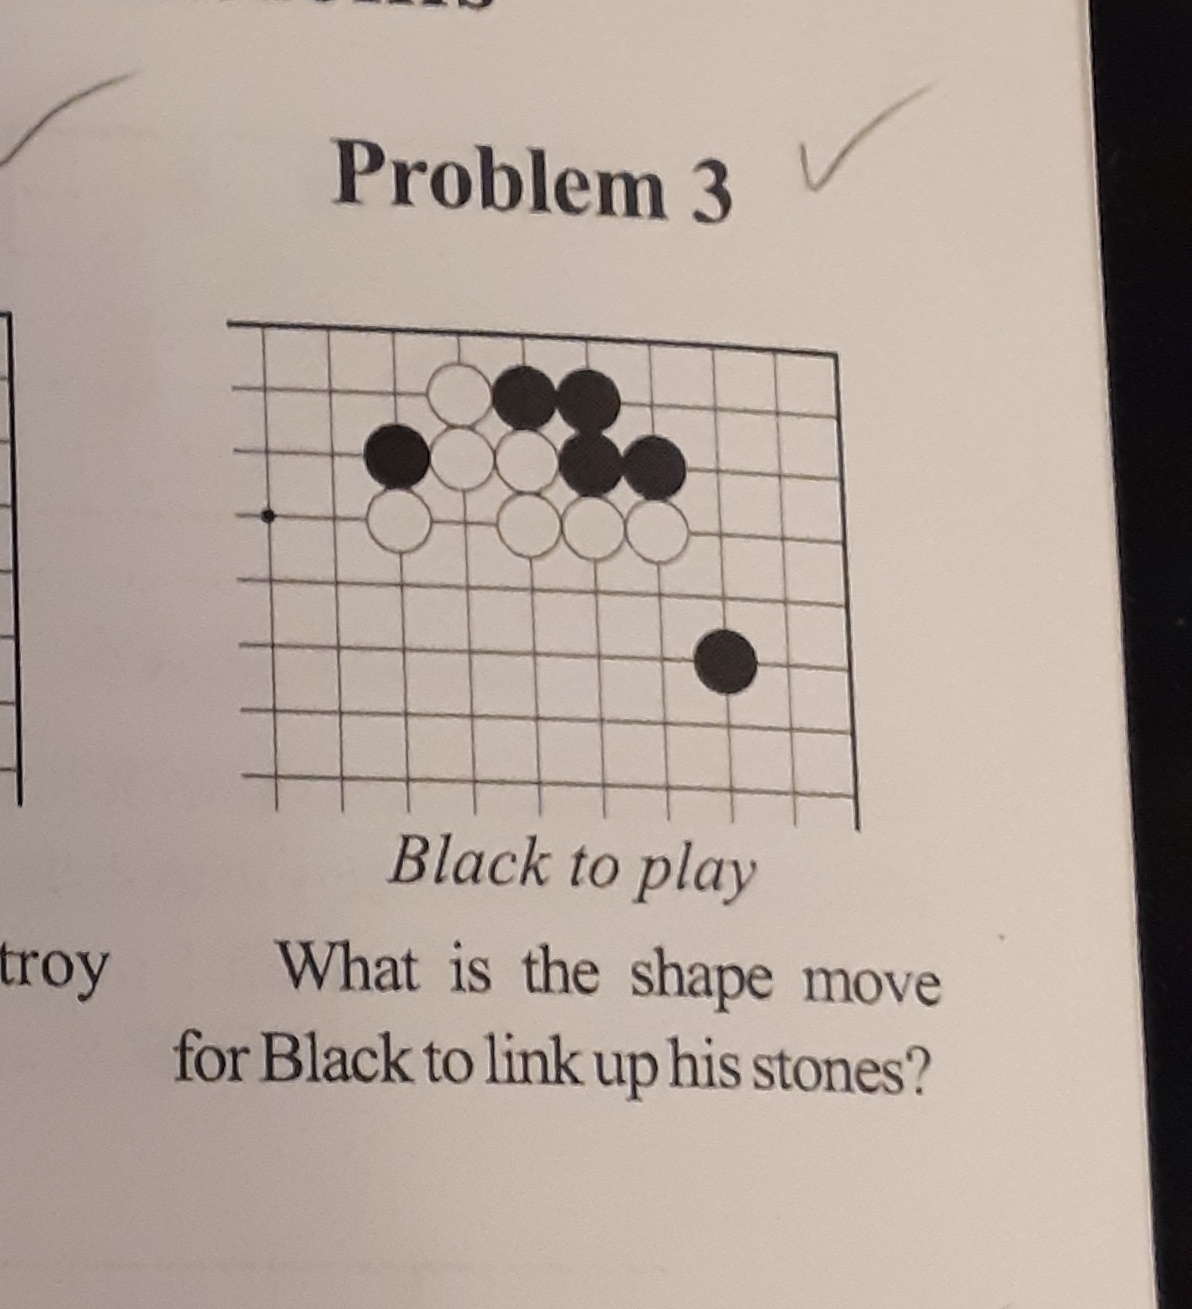 Problem 3
Black to play
troy
What is the shape move
for Black to link up his stones?